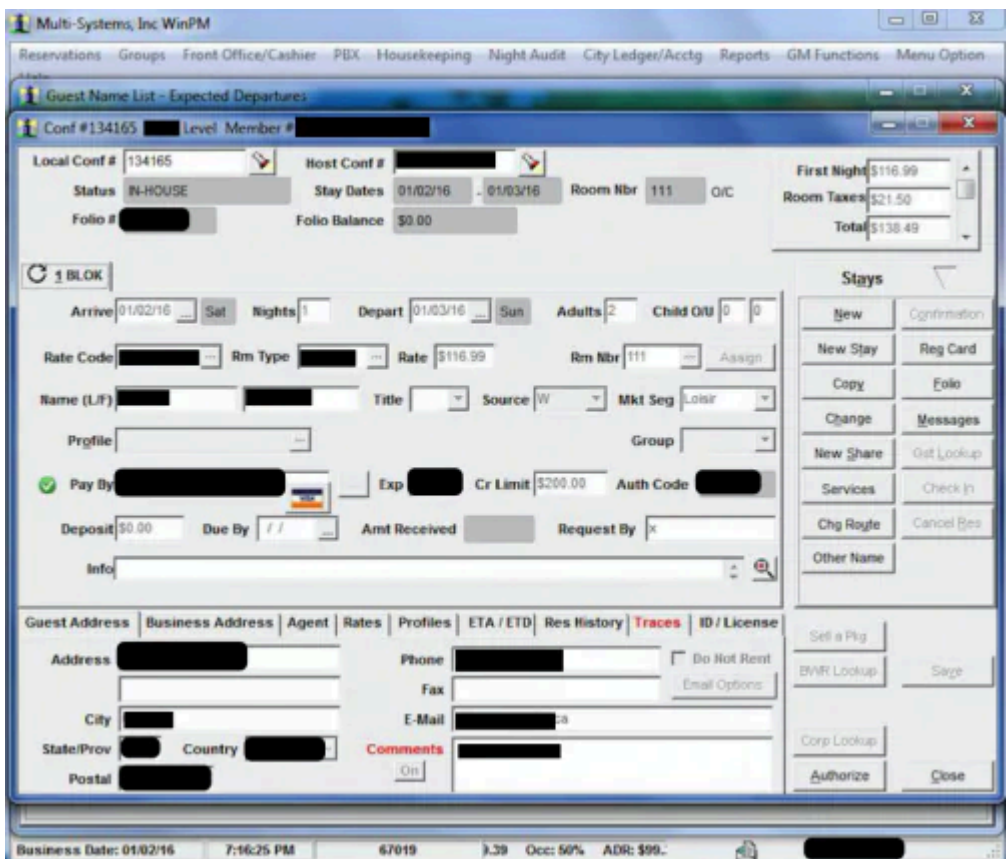 Multi-Systems, Inc WinPM
Reservations Groups Front Office/Cashier PBX Housekeeping Night Audit City Ledger/Acctg Reports GM Functions Menu Option
Help
Guest Name List - Expected Departures
Conf #134165 Level Member #
Local Conf # 134165 Host Conf # First Night $116.99
Status IN-HOUSE Stay Dates 01/02/16 - 01/03/16 Room Nbr 111 O/C Room Taxes $21.50
Folio # Folio Balance $0.00 Total $138.49
1 BLOK Stays
Arrive 01/02/16 ... Sat Nights 1 Depart 01/03/16 ... Sun Adults 2 Child O/U 0 0 New Confirmation
Rate Code ... Rm Type ... Rate $116.99 Rm Nbr 111 ... Assign New Stay Reg Card
Name (L/F) Title Source W Mkt Seg Loisir Copy Folio
Change Messages
Profile ... Group New Share Gst Lookup
Pay By VISA Exp Cr Limit $200.00 Auth Code Services Check In
Deposit $0.00 Due By / / ... Amt Received Request By x Chg Route Cancel Res
Info Other Name
Guest Address Business Address Agent Rates Profiles ETA / ETD Res History Traces ID / License
Sell a Pkg
Address Phone Do Not Rent BWR Lookup Save
Fax Email Options
City E-Mail ca
State/Prov Country Comments Corp Lookup
Postal On Authorize Close
Business Date: 01/02/16 7:16:25 PM 67019 .39 Occ: 50% ADR: $99.